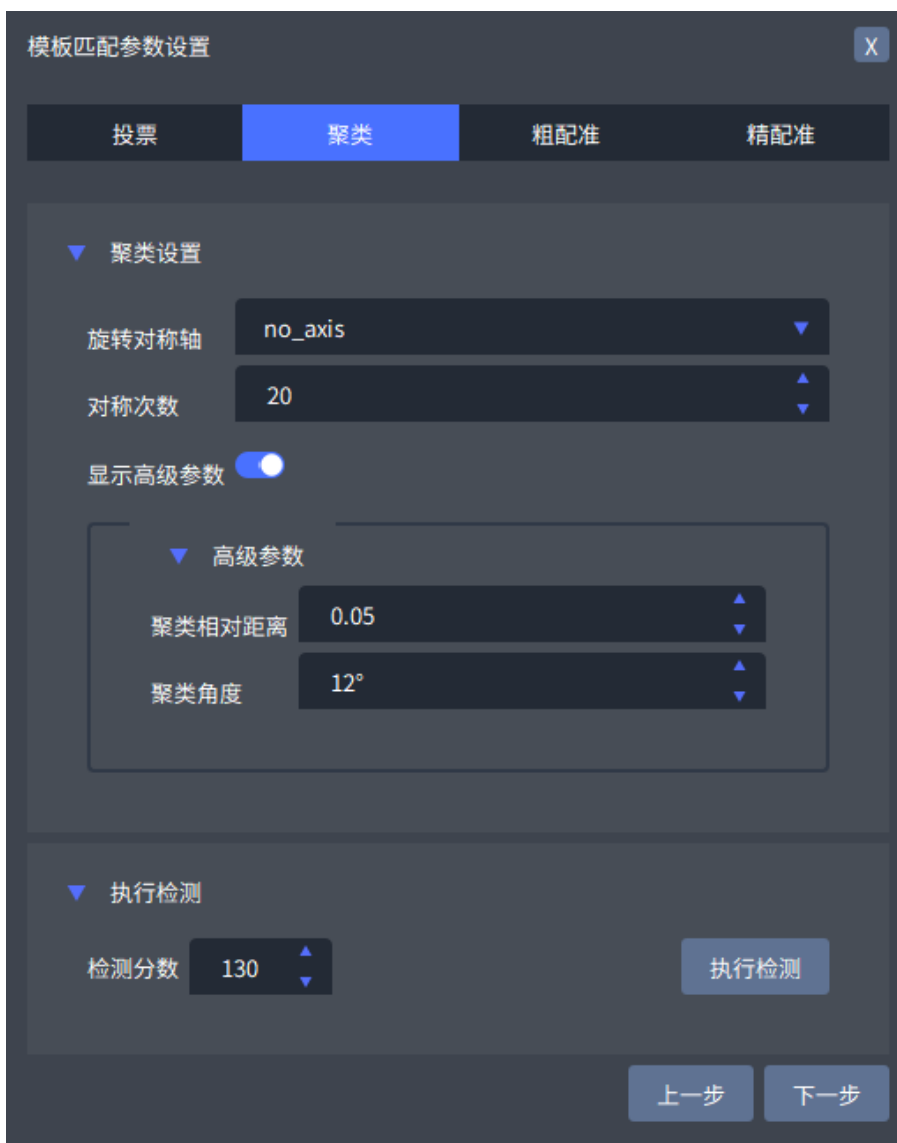 模板匹配参数设置 X
投票 聚类 粗配准 精配准
聚类设置
旋转对称轴 no_axis
对称次数 20
显示高级参数
高级参数
聚类相对距离 0.05
聚类角度 12°
执行检测
检测分数 130 执行检测
上一步 下一步